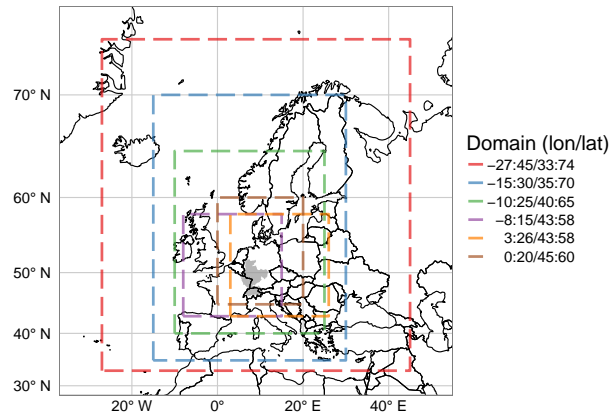 70° N
60° N
50° N
40° N
30° N
20° W
0°
20° E
40° E
Domain (lon/lat)
−27:45/33:74
−15:30/35:70
−10:25/40:65
−8:15/43:58
3:26/43:58
0:20/45:60